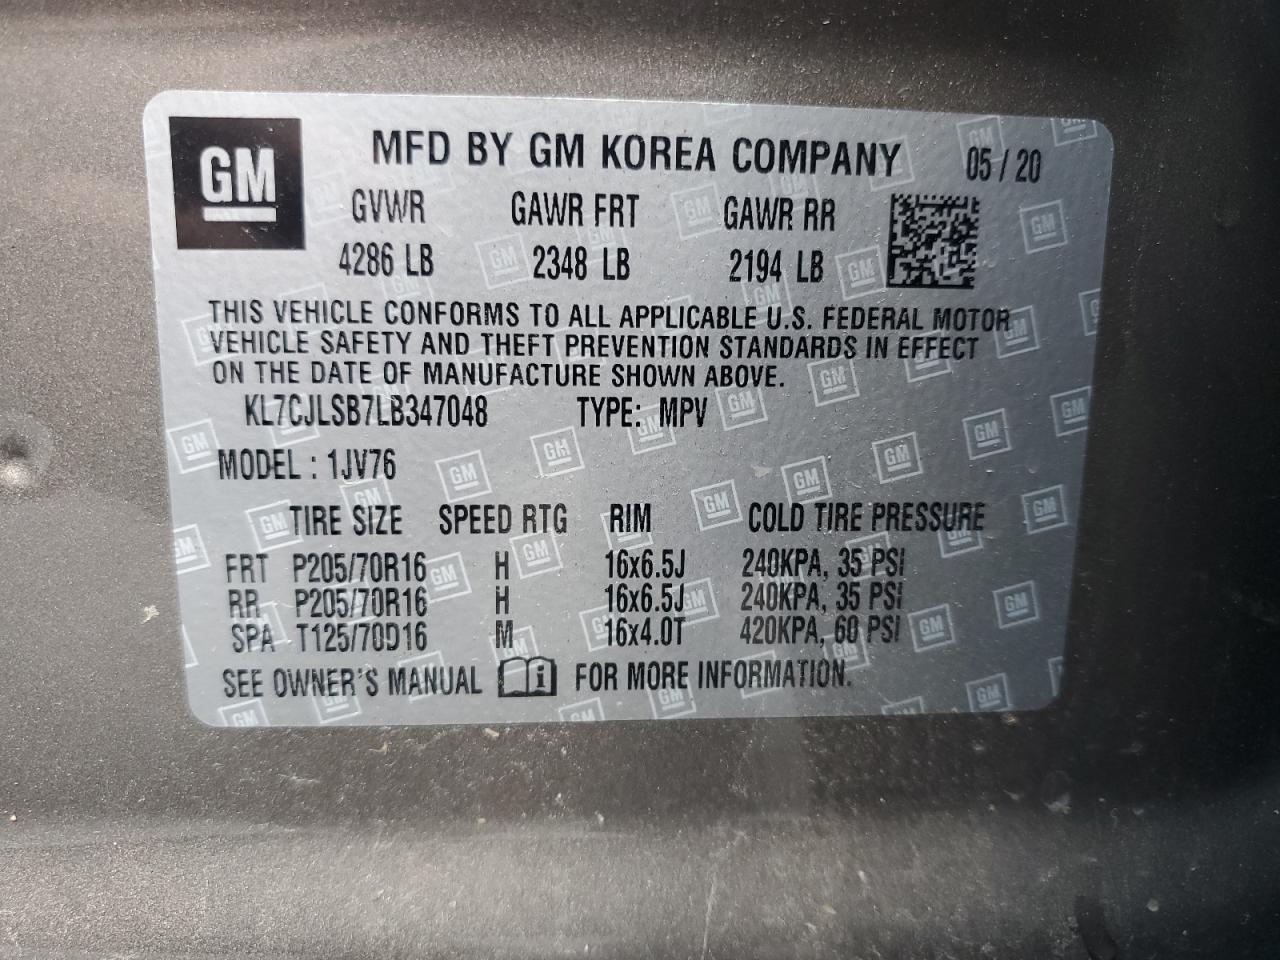 GM
MFD BY GM KOREA COMPANY 05 / 20
GVWR GAWR FRT GAWR RR
4286 LB 2348 LB 2194 LB
THIS VEHICLE CONFORMS TO ALL APPLICABLE U.S. FEDERAL MOTOR
VEHICLE SAFETY AND THEFT PREVENTION STANDARDS IN EFFECT
ON THE DATE OF MANUFACTURE SHOWN ABOVE.
KL7CJLSB7LB347048 TYPE: MPV
MODEL : 1JV76
TIRE SIZE SPEED RTG RIM COLD TIRE PRESSURE
FRT P205/70R16 H 16x6.5J 240KPA, 35 PSI
RR P205/70R16 H 16x6.5J 240KPA, 35 PSI
SPA T125/70D16 M 16x4.0T 420KPA, 60 PSI
SEE OWNER'S MANUAL i FOR MORE INFORMATION.